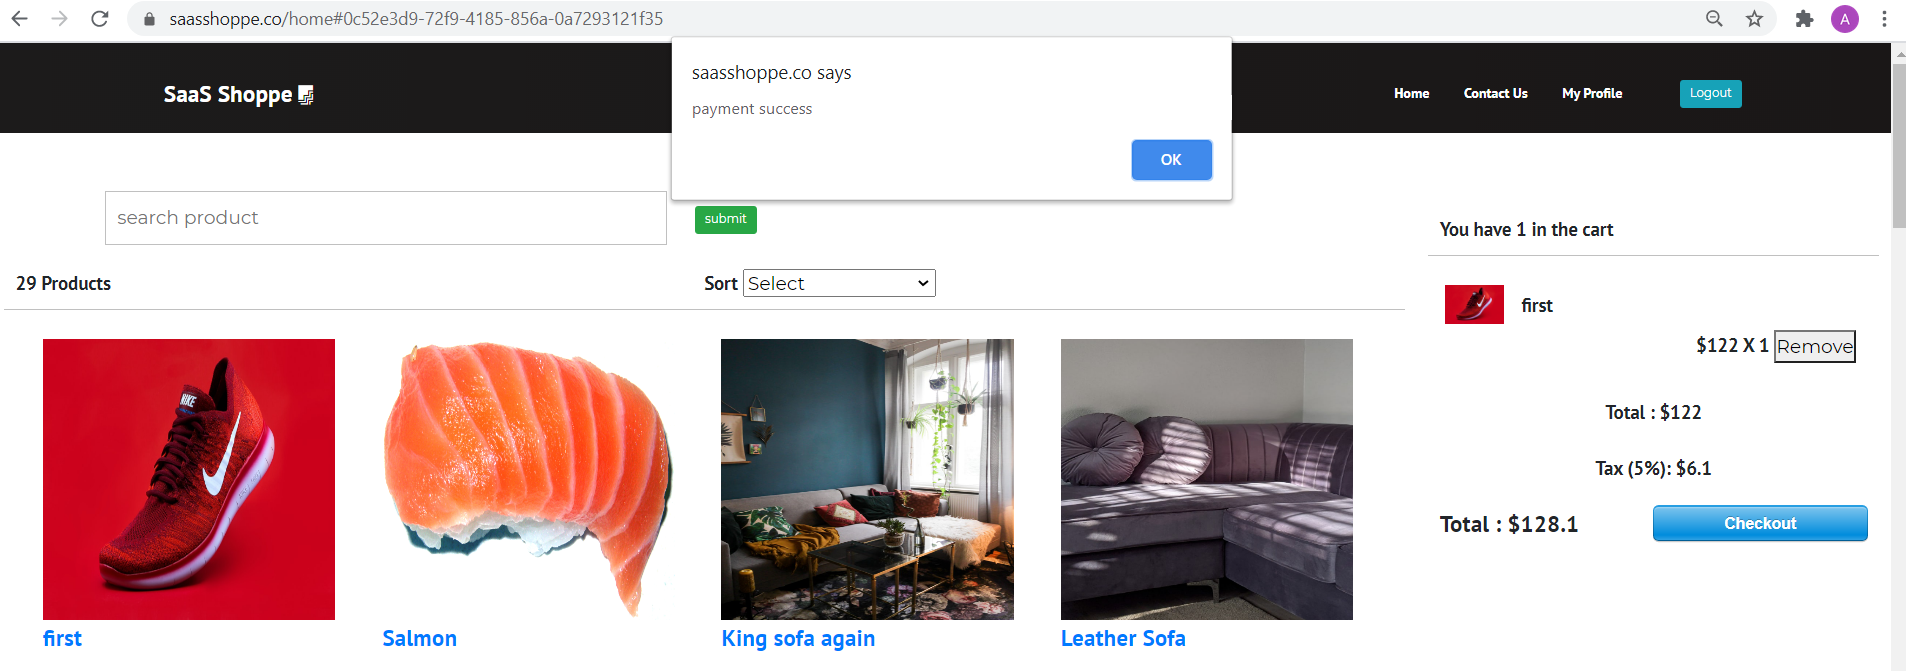 saasshoppe.co/home#0c52e3d9-72f9-4185-856a-0a7293121f35
A
saasshoppe.co says
payment success
OK
SaaS Shoppe
Home
Contact Us
My Profile
Logout
search product
submit
29 Products
Sort Select
You have 1 in the cart
first
$122 X 1 Remove
Total : $122
Tax (5%): $6.1
Total : $128.1
Checkout
NIKE
first
Salmon
King sofa again
Leather Sofa